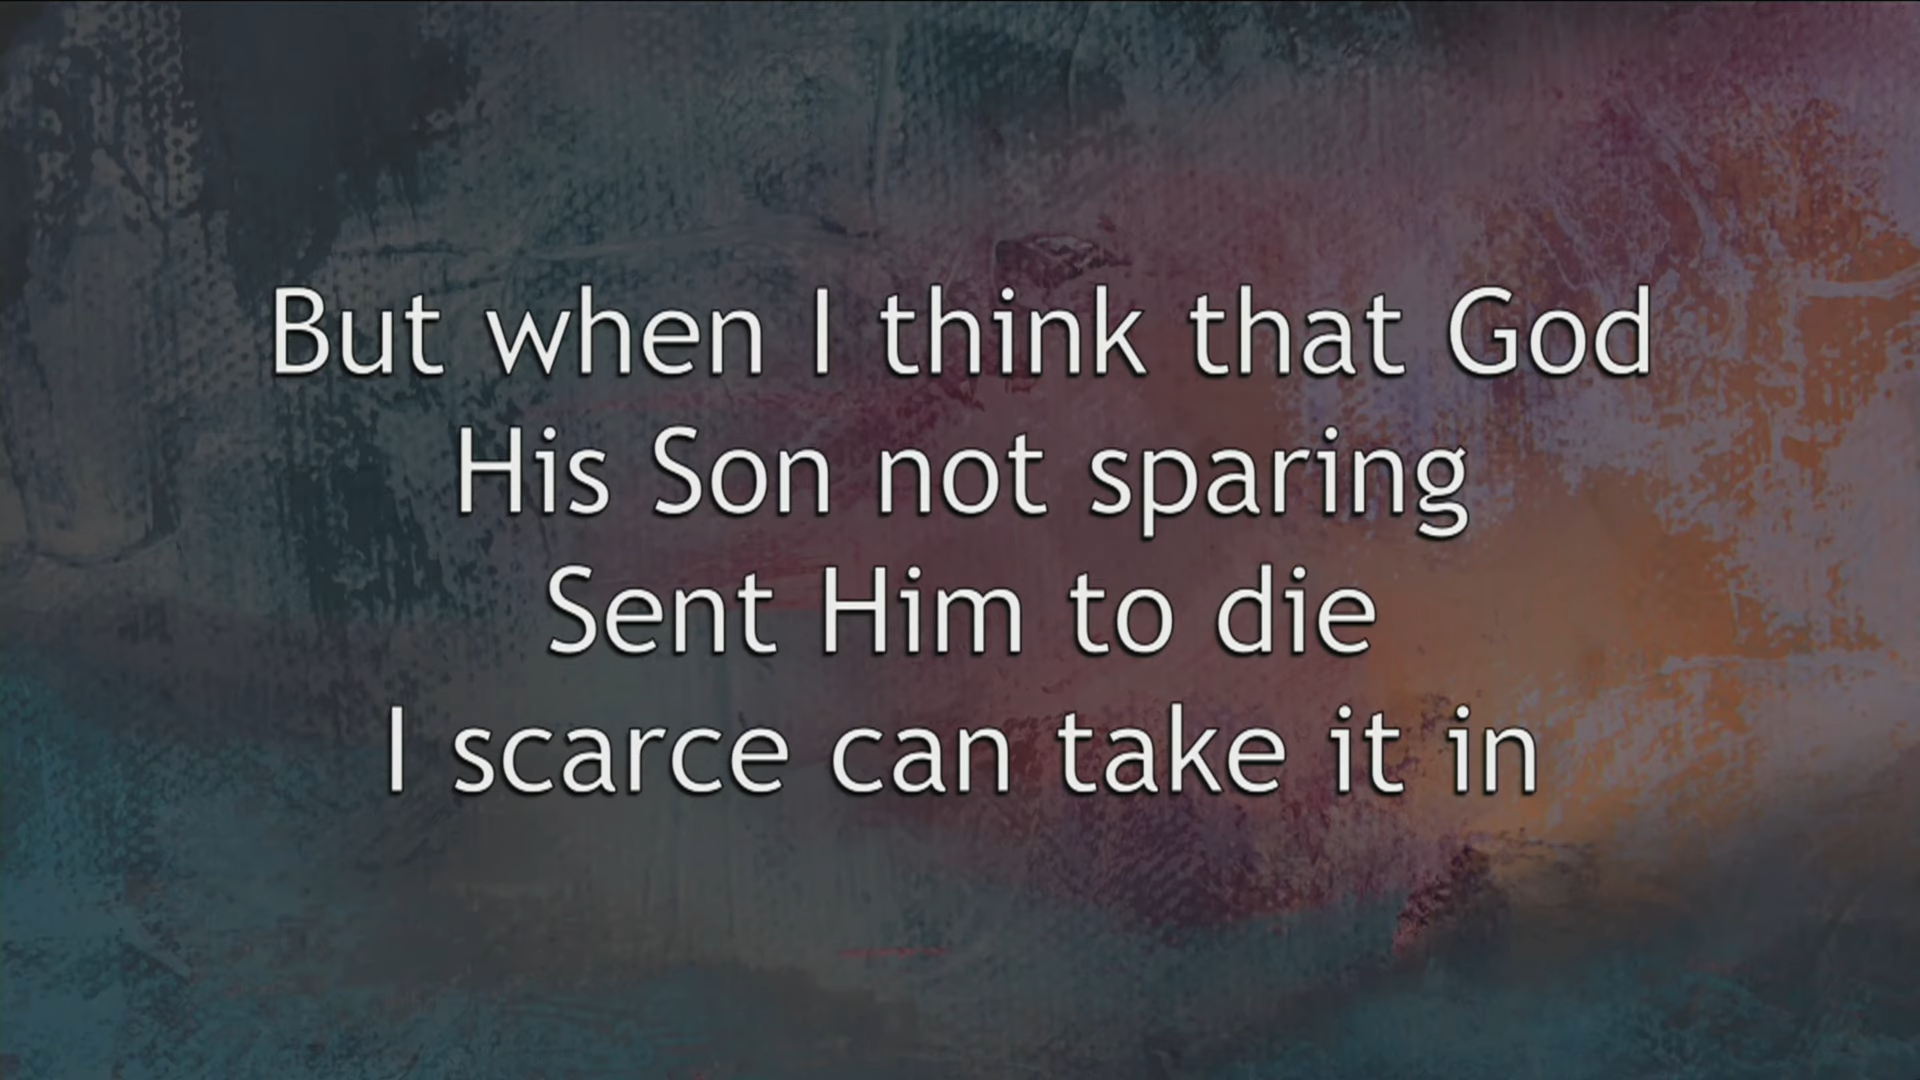 But when I think that God
His Son not sparing
Sent Him to die
I scarce can take it in